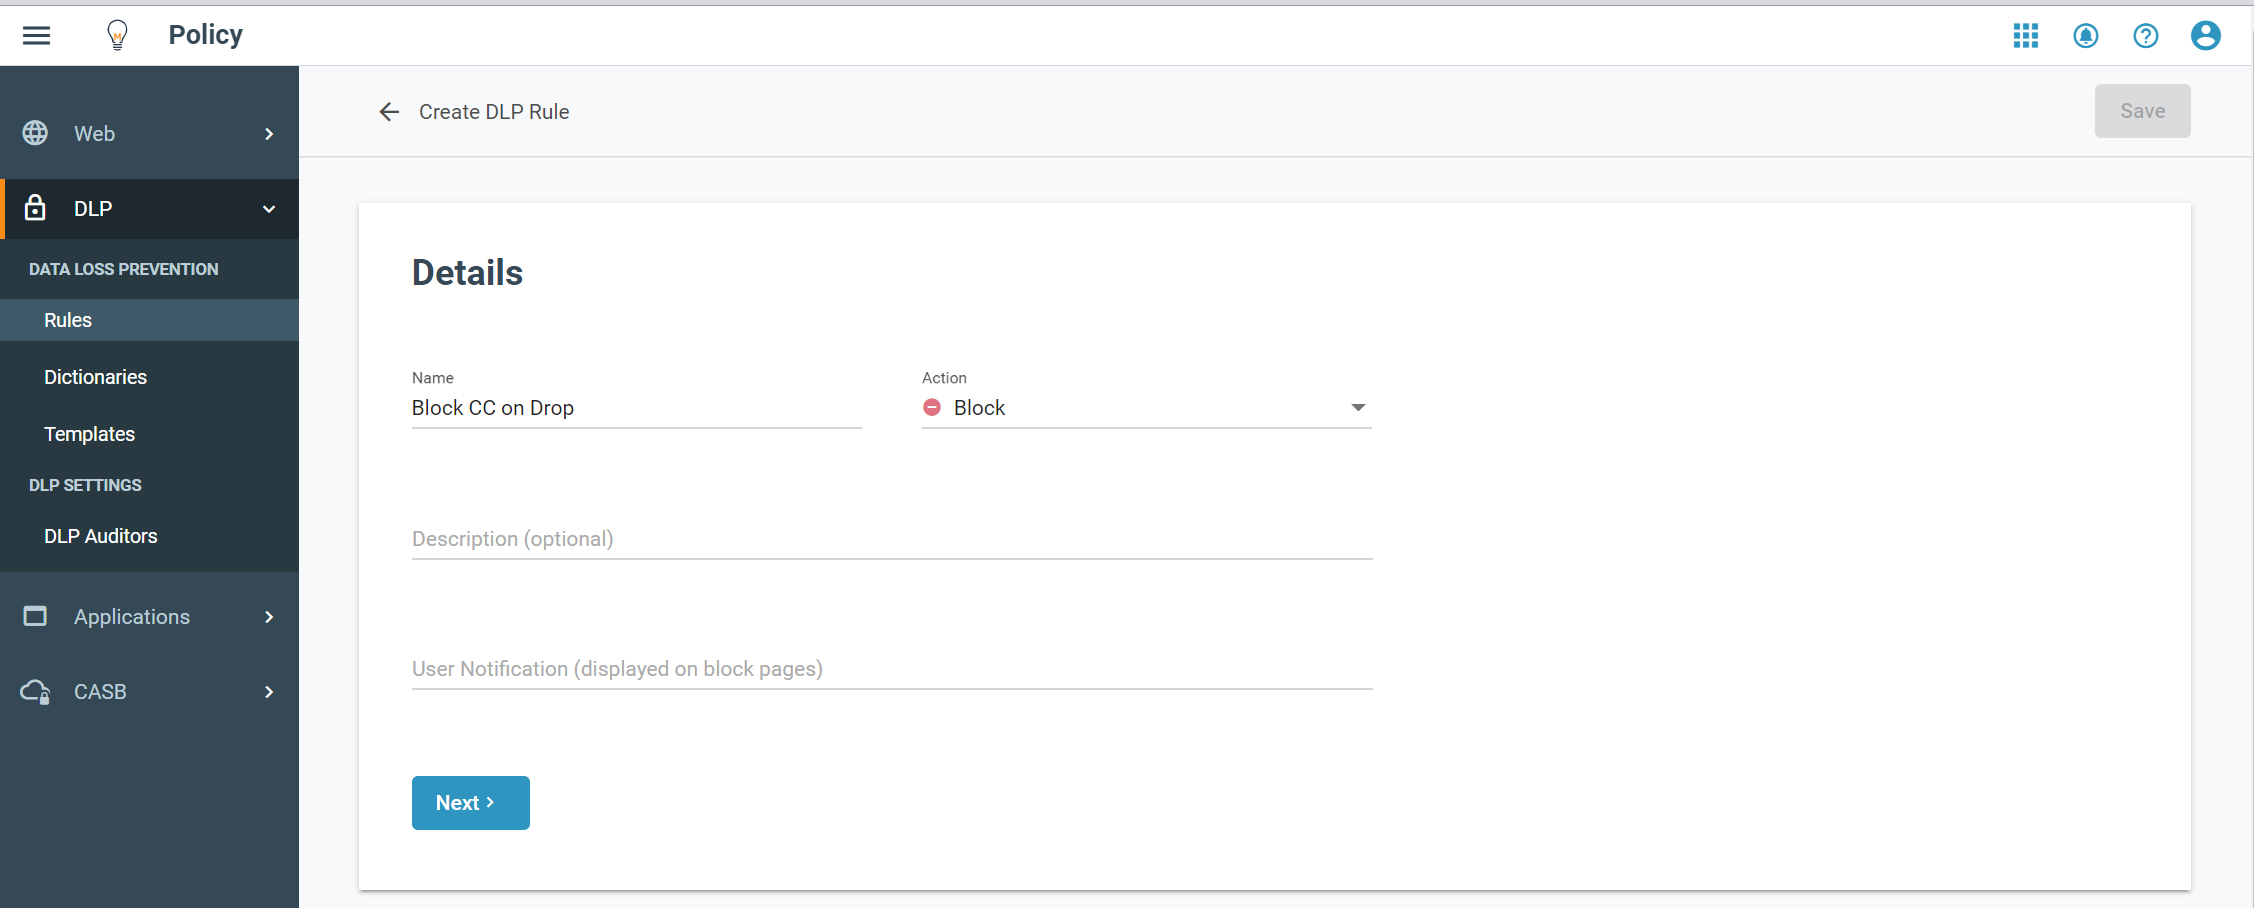 Policy
Create DLP Rule
Save
Web
DLP
DATA LOSS PREVENTION
Rules
Dictionaries
Templates
DLP SETTINGS
DLP Auditors
Applications
CASB
Details
Name
Block CC on Drop
Action
Block
Description (optional)
User Notification (displayed on block pages)
Next